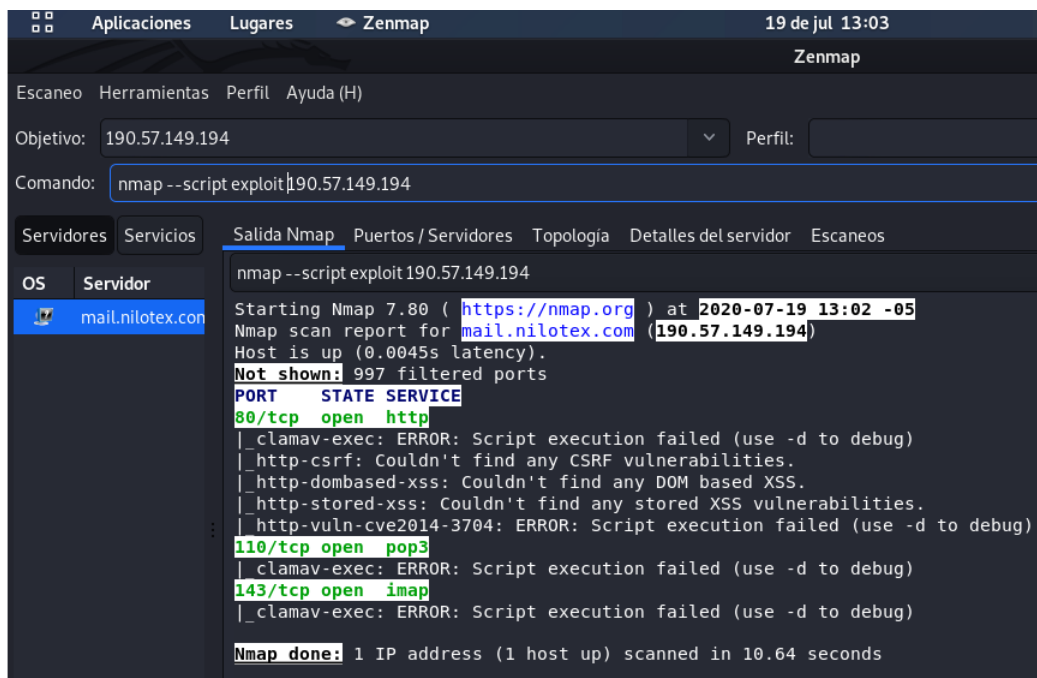 Aplicaciones Lugares Zenmap 19 de jul 13:03
Zenmap
Escaneo Herramientas Perfil Ayuda (H)
Objetivo: 190.57.149.194 Perfil:
Comando: nmap --script exploit 190.57.149.194
Servidores Servicios Salida Nmap Puertos / Servidores Topología Detalles del servidor Escaneos
nmap --script exploit 190.57.149.194
OS Servidor
mail.nilotex.con
Starting Nmap 7.80 ( https://nmap.org ) at 2020-07-19 13:02 -05
Nmap scan report for mail.nilotex.com (190.57.149.194)
Host is up (0.0045s latency).
Not shown: 997 filtered ports
PORT STATE SERVICE
80/tcp open http
|_clamav-exec: ERROR: Script execution failed (use -d to debug)
|_http-csrf: Couldn't find any CSRF vulnerabilities.
|_http-dombased-xss: Couldn't find any DOM based XSS.
|_http-stored-xss: Couldn't find any stored XSS vulnerabilities.
|_http-vuln-cve2014-3704: ERROR: Script execution failed (use -d to debug)
110/tcp open pop3
|_clamav-exec: ERROR: Script execution failed (use -d to debug)
143/tcp open imap
|_clamav-exec: ERROR: Script execution failed (use -d to debug)
Nmap done: 1 IP address (1 host up) scanned in 10.64 seconds